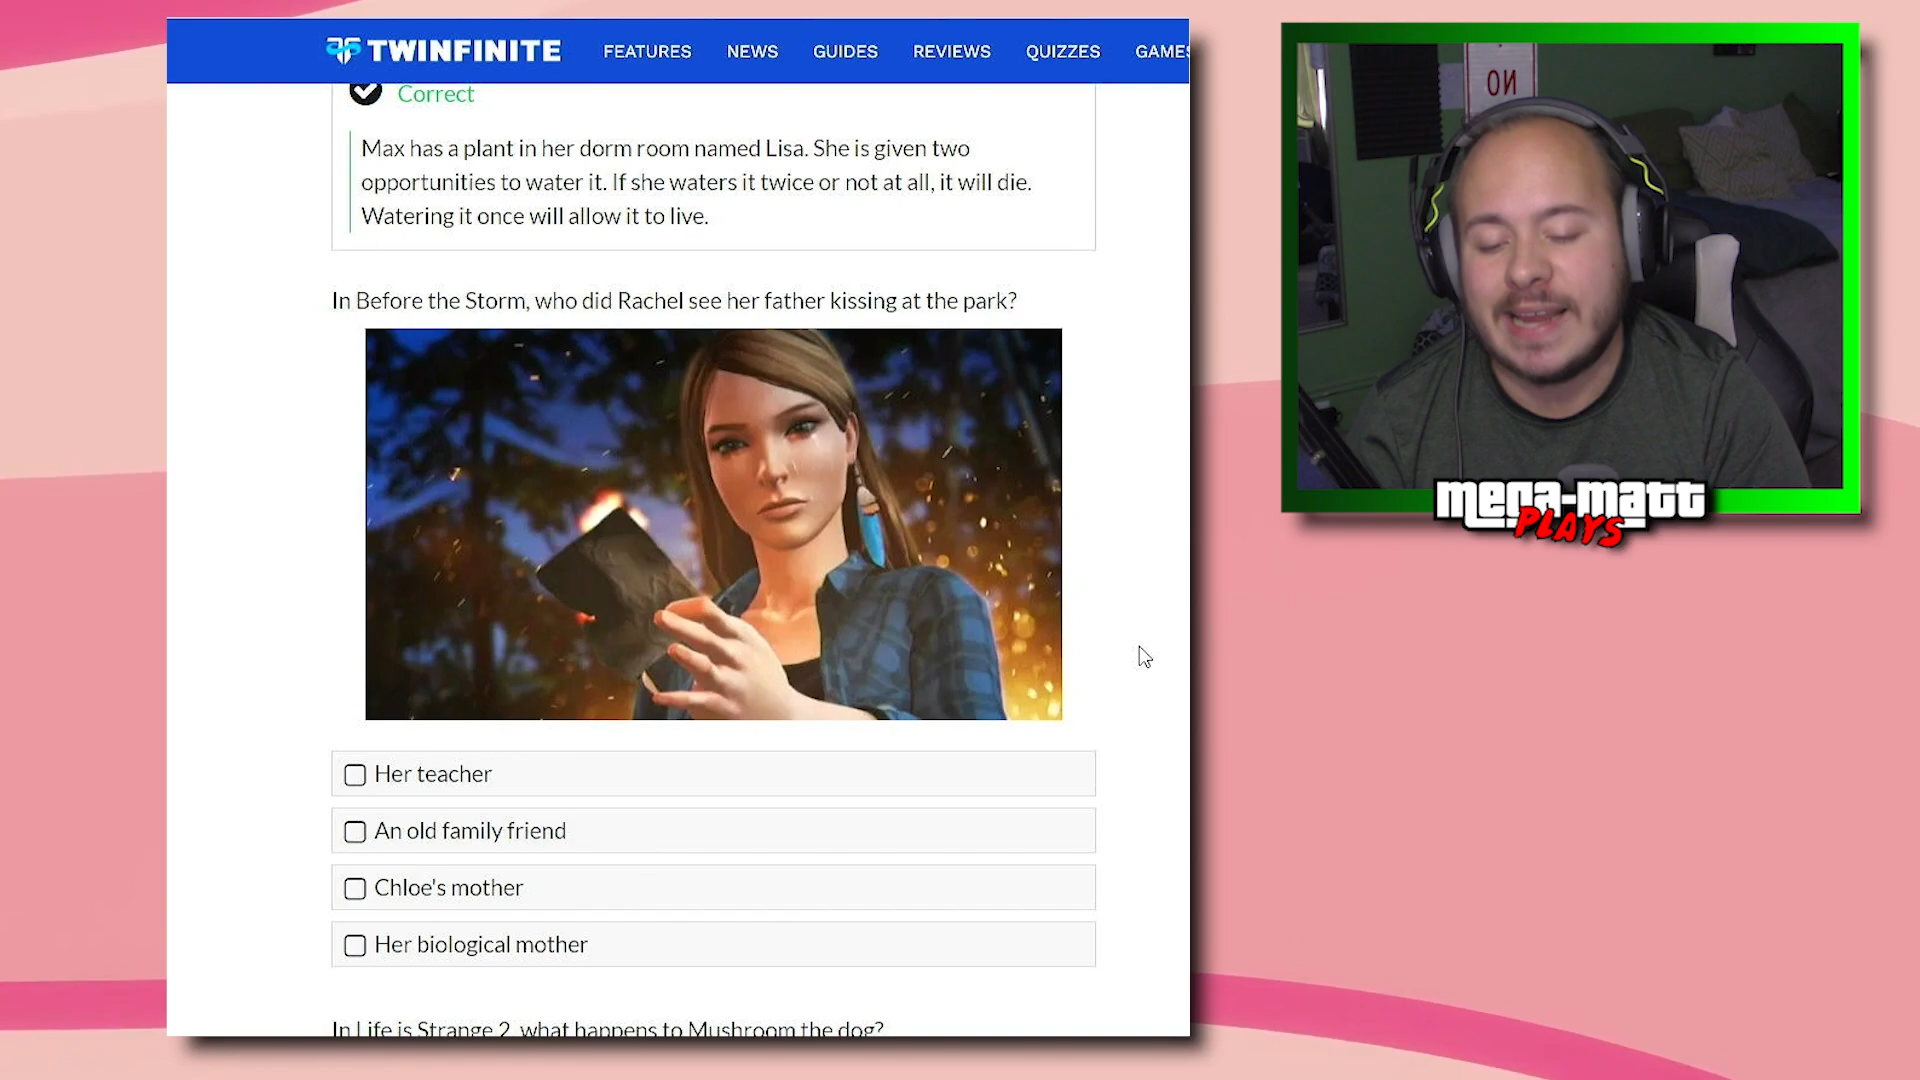 TWINFINITE
FEATURES NEWS GUIDES REVIEWS QUIZZES GAMES
Correct
Max has a plant in her dorm room named Lisa. She is given two
opportunities to water it. If she waters it twice or not at all, it will die.
Watering it once will allow it to live.
In Before the Storm, who did Rachel see her father kissing at the park?
Her teacher
An old family friend
Chloe's mother
Her biological mother
In Life is Strange 2, what happens to Mushroom the dog?
NO
MEGA-MATT
PLAYS